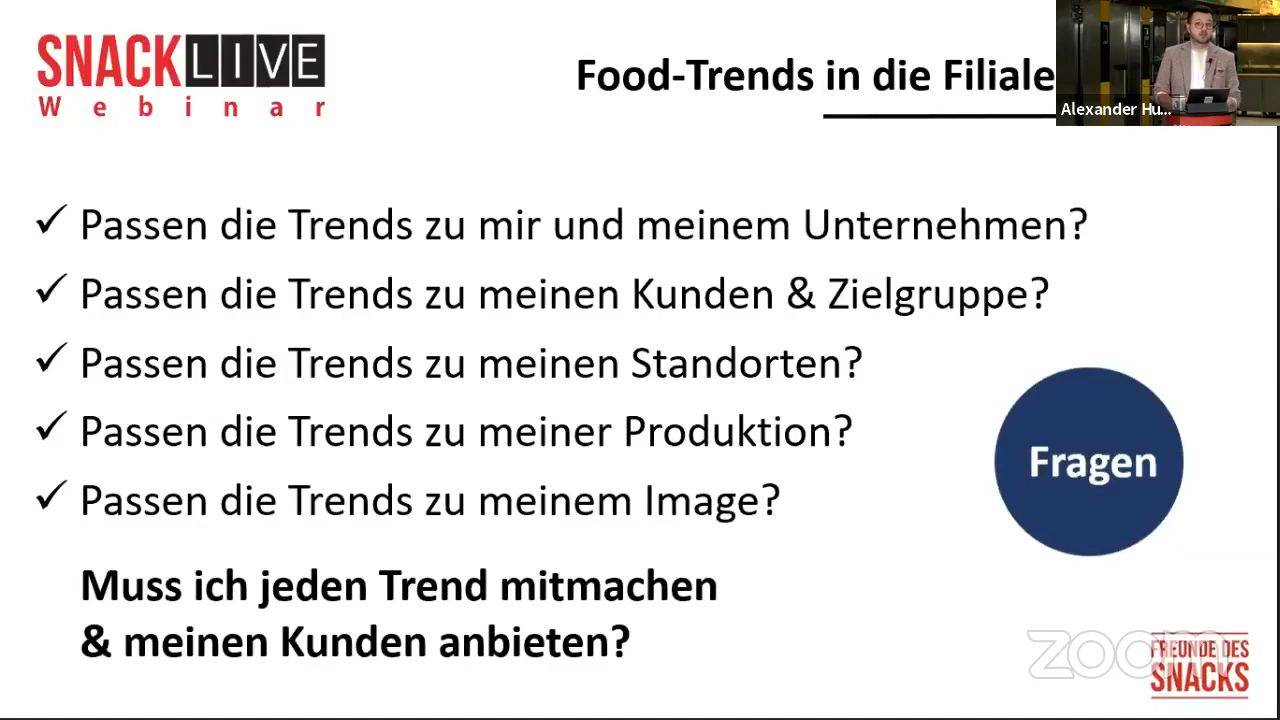 SNACK LIVE
Webinar
Food-Trends in die Filiale
Alexander Hu...
✓ Passen die Trends zu mir und meinem Unternehmen?
✓ Passen die Trends zu meinen Kunden & Zielgruppe?
✓ Passen die Trends zu meinen Standorten?
✓ Passen die Trends zu meiner Produktion?
✓ Passen die Trends zu meinem Image?
Fragen
Muss ich jeden Trend mitmachen
& meinen Kunden anbieten?
zoom
FREUNDE DES
SNACKS